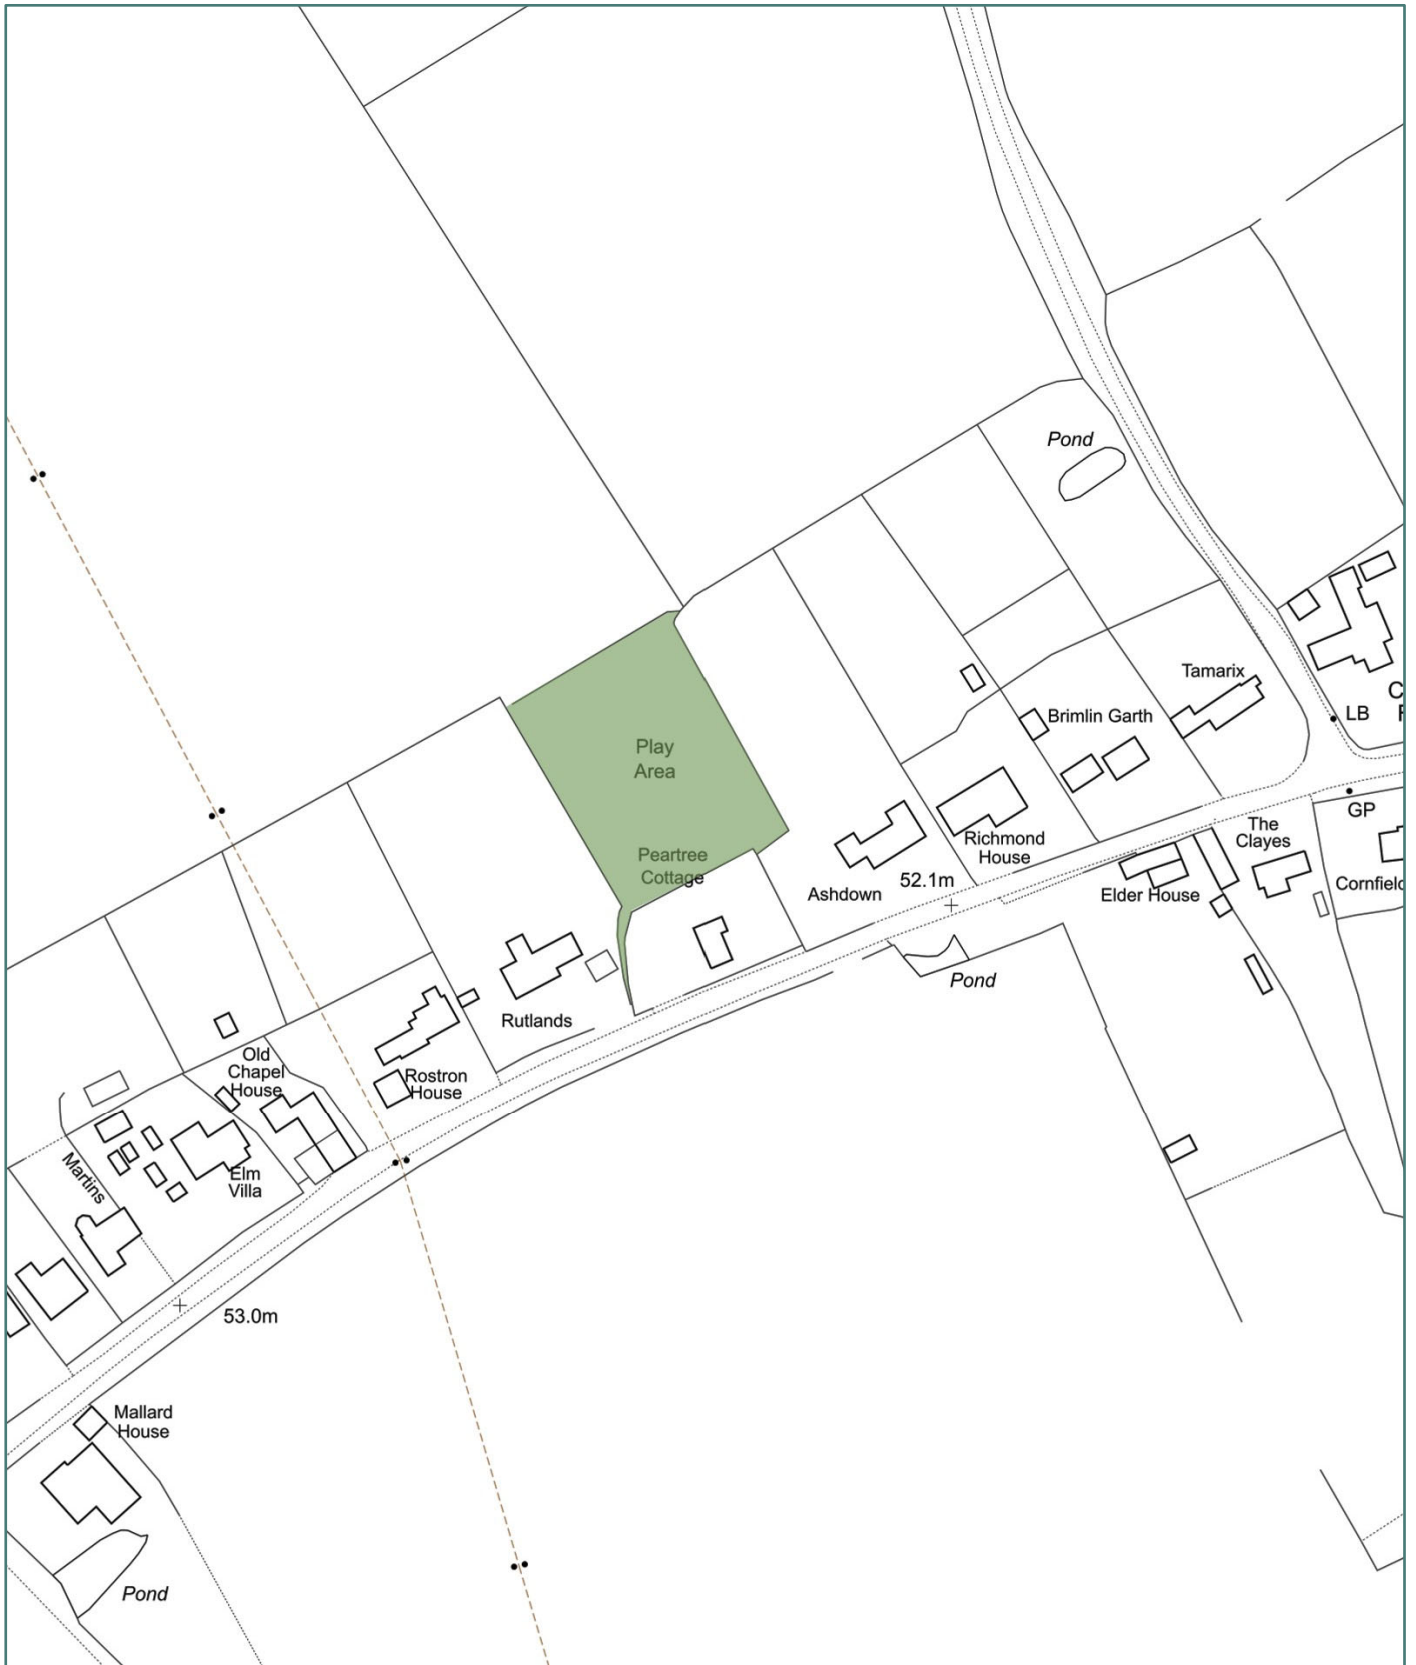 Pond
Tamarix
C
LB
F
Brimlin Garth
Play
Area
GP
The
Clayes
Richmond
House
Peartree
Cottage
52.1m
Ashdown
Elder House
Cornfield
Pond
Rutlands
Old
Chapel
House
Rostron
House
Martins
Elm
Villa
53.0m
Mallard
House
Pond